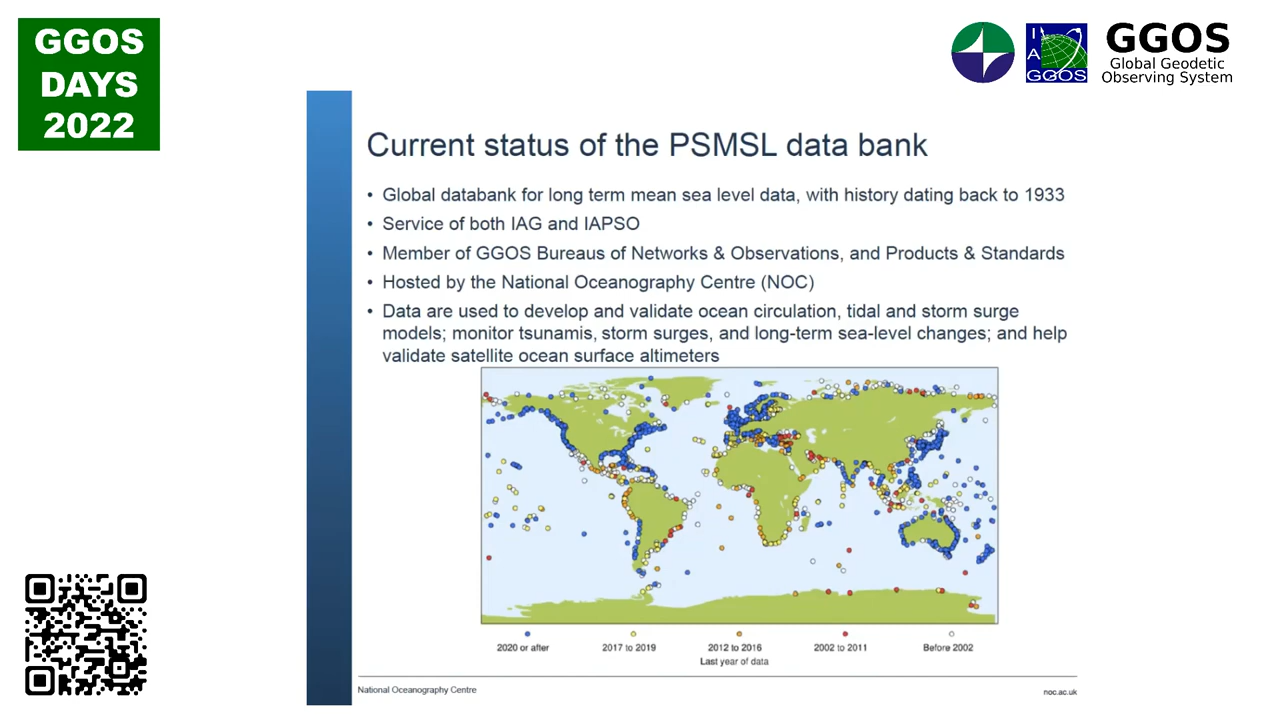 GGOS
DAYS
2022
I
A
G
GGOS
GGOS
Global Geodetic
Observing System
Current status of the PSMSL data bank
• Global databank for long term mean sea level data, with history dating back to 1933
• Service of both IAG and IAPSO
• Member of GGOS Bureaus of Networks & Observations, and Products & Standards
• Hosted by the National Oceanography Centre (NOC)
• Data are used to develop and validate ocean circulation, tidal and storm surge
models; monitor tsunamis, storm surges, and long-term sea-level changes; and help
validate satellite ocean surface altimeters
2020 or after
2017 to 2019
2012 to 2016
2002 to 2011
Before 2002
Last year of data
National Oceanography Centre
noc.ac.uk